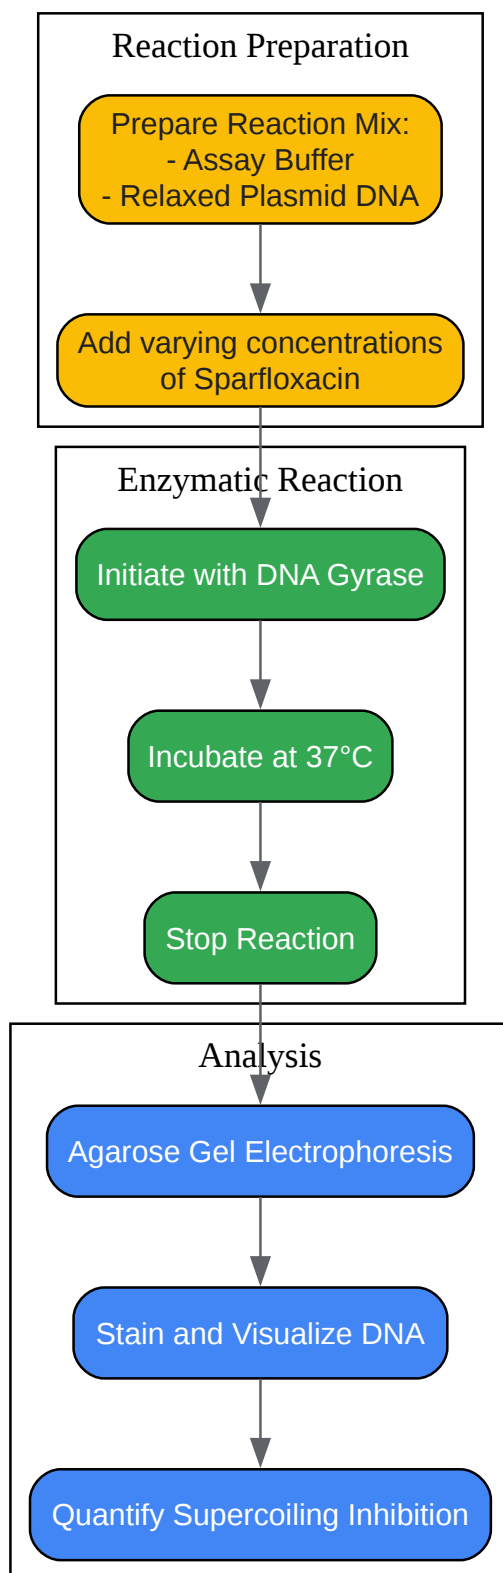 Reaction Preparation
Prepare Reaction Mix:
- Assay Buffer
- Relaxed Plasmid DNA
Add varying concentrations
of Sparfloxacin
Enzymatic Reaction
Initiate with DNA Gyrase
Incubate at 37°C
Stop Reaction
Analysis
Agarose Gel Electrophoresis
Stain and Visualize DNA
Quantify Supercoiling Inhibition